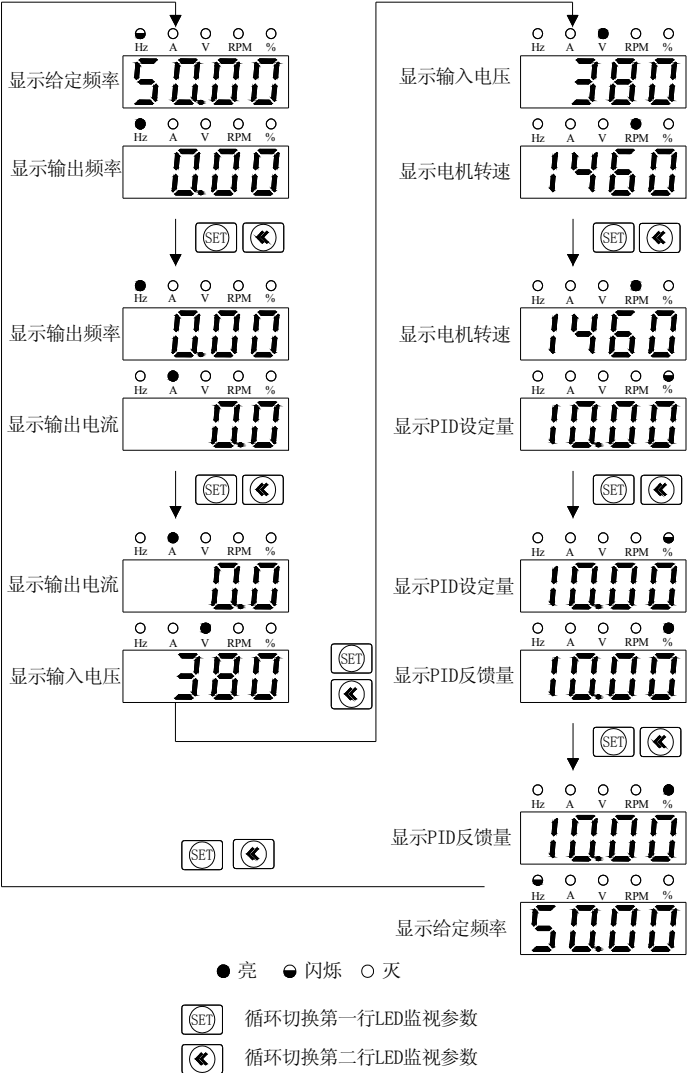 Hz A V RPM %
显示给定频率 50.00
Hz A V RPM %
显示输出频率 0.00
SET
Hz A V RPM %
显示输出频率 0.00
Hz A V RPM %
显示输出电流 0.0
SET
Hz A V RPM %
显示输出电流 0.0
Hz A V RPM %
显示输入电压 380
SET
Hz A V RPM %
显示输入电压 380
Hz A V RPM %
显示电机转速 1460
SET
Hz A V RPM %
显示电机转速 1460
Hz A V RPM %
显示PID设定量 10.00
SET
Hz A V RPM %
显示PID设定量 10.00
Hz A V RPM %
显示PID反馈量 10.00
SET
Hz A V RPM %
显示PID反馈量 10.00
SET
Hz A V RPM %
显示给定频率 50.00
亮 闪烁 灭
SET 循环切换第一行LED监视参数
循环切换第二行LED监视参数